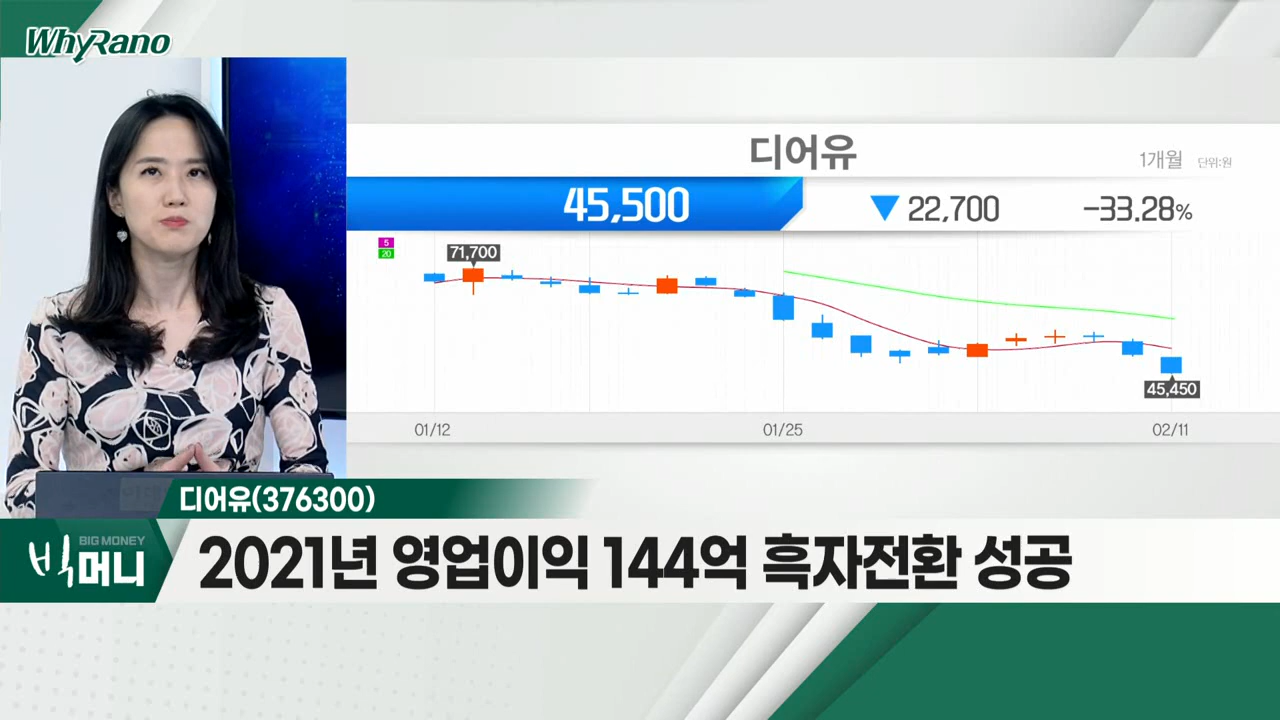 WhyRano
디어유
1개월 단위:원
45,500 ▼ 22,700 -33.28%
5
20
71,700
45,450
01/12 01/25 02/11
디어유(376300)
BIG MONEY
빅머니
2021년 영업이익 144억 흑자전환 성공